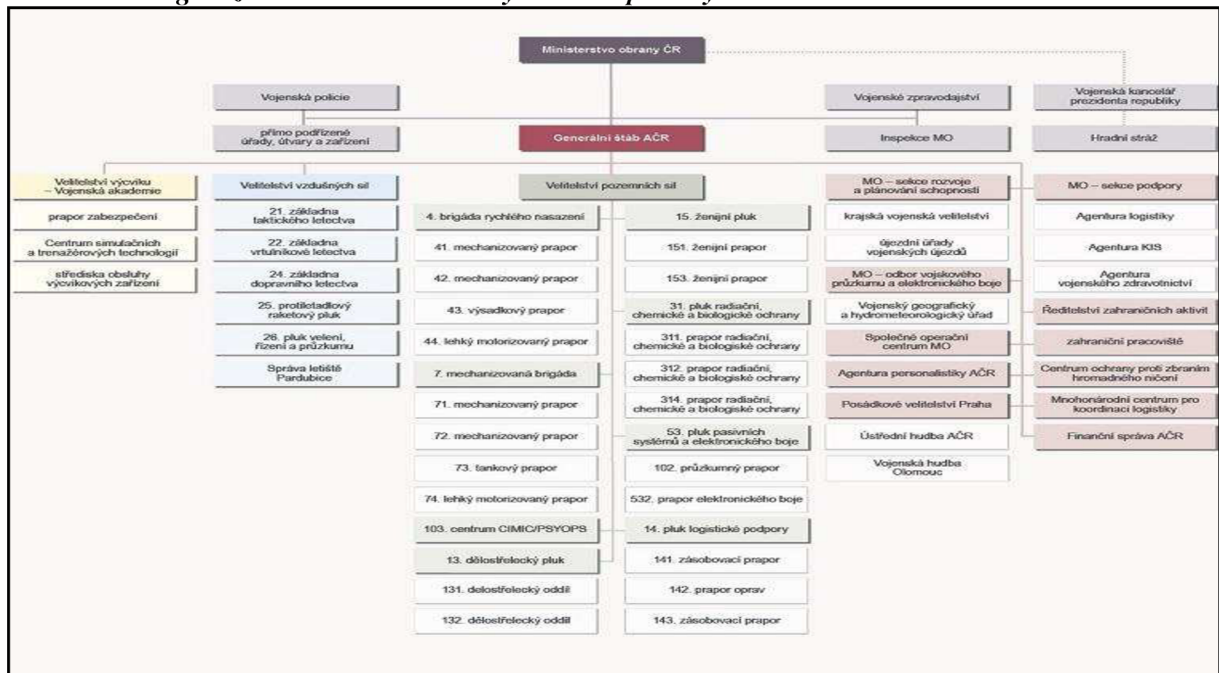 Ministerstvo obrany ČR
Vojenská policie
Vojenské zpravodajství
Vojenská kancelář
prezidenta republiky
přímo podřízené
úřady, útvary a zařízení
Generální štáb AČR
Inspekce MO
Hradní stráž
Velitelství výcviku
– Vojenská akademie
prapor zabezpečení
Centrum simulačních
a trenažérových technologií
střediska obsluhy
výcvikových zařízení
Velitelství vzdušných sil
21. základna
taktického letectva
22. základna
vrtulníkové letectva
24. základna
dopravního letectva
25. protiletadlový
raketový pluk
26. pluk velení,
řízení a průzkumu
Správa letiště
Pardubice
Velitelství pozemních sil
4. brigáda rychlého nasazení
41. mechanizovaný prapor
42. mechanizovaný prapor
43. výsadkový prapor
44. lehký motorizovaný prapor
7. mechanizovaná brigáda
71. mechanizovaný prapor
72. mechanizovaný prapor
73. tankový prapor
74. lehký motorizovaný prapor
103. centrum CIMIC/PSYOPS
13. dělostřelecký pluk
131. delostřelecký oddíl
132. dělostřelecký oddíl
15. ženijní pluk
151. ženijní prapor
153. ženijní prapor
31. pluk radiační,
chemické a biologické ochrany
311. prapor radiační,
chemické a biologické ochrany
312. prapor radiační,
chemické a biologické ochrany
314. prapor radiační,
chemické a biologické ochrany
53. pluk pasivních
systémů a elektronického boje
102. průzkumný prapor
532. prapor elektronického boje
14. pluk logistické podpory
141. zásobovací prapor
142. prapor oprav
143. zásobovací prapor
MO – sekce rozvoje
a plánování schopností
krajská vojenská velitelství
újezdní úřady
vojenských újezdů
MO – odbor vojskového
průzkumu a elektronického boje
Vojenský geografický
a hydrometeorologický úřad
Společné operační
centrum MO
Agentura personalistiky AČR
Posádkové velitelství Praha
Ústřední hudba AČR
Vojenská hudba
Olomouc
MO – sekce podpory
Agentura logistiky
Agentura KIS
Agentura
vojenského zdravotnictví
Ředitelství zahraničních aktivit
zahraniční pracoviště
Centrum ochrany proti zbraním
hromadného ničení
Mnohonárodní centrum pro
koordinaci logistiky
Finanční správa AČR